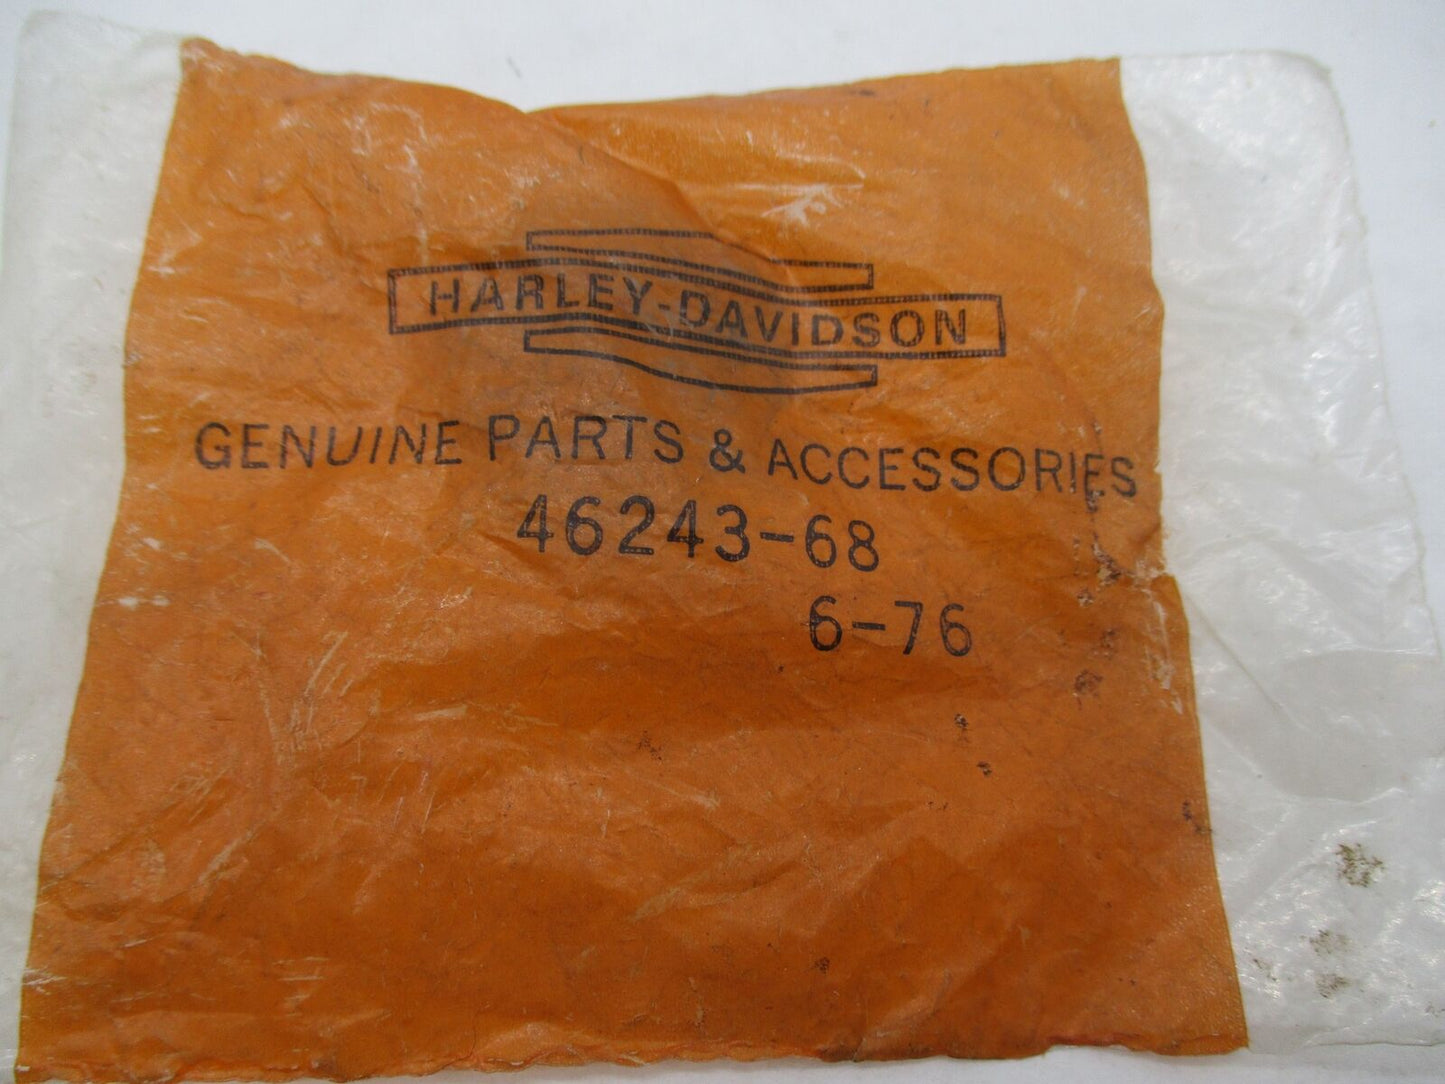 HARLEY-DAVIDSON
GENUINE PARTS & ACCESSORIES
46243-68
6-76